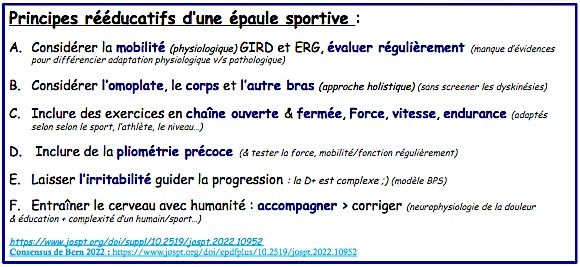 Principes rééducatifs d'une épaule sportive :
A. Considérer la mobilité (physiologique) GIRD et ERG, évaluer régulièrement (manque d'évidences
pour différencier adaptation physiologique v/s pathologique)
B. Considérer l'omoplate, le corps et l'autre bras (approche holistique) (sans screener les dyskinésies)
C. Inclure des exercices en chaîne ouverte & fermée, Force, vitesse, endurance (adaptés
selon selon le sport, l'athlète, le niveau...)
D. Inclure de la pliométrie précoce (& tester la force, mobilité/fonction régulièrement)
E. Laisser l'irritabilité guider la progression : la D+ est complexe ;) (modèle BPS)
F. Entraîner le cerveau avec humanité : accompagner > corriger (neurophysiologie de la douleur
& éducation + complexité d'un humain/sport...)
https://www.jospt.org/doi/suppl/10.2519/jospt.2022.10952
Consensus de Bern 2022 : https://www.jospt.org/doi/epdfplus/10.2519/jospt.2022.10952